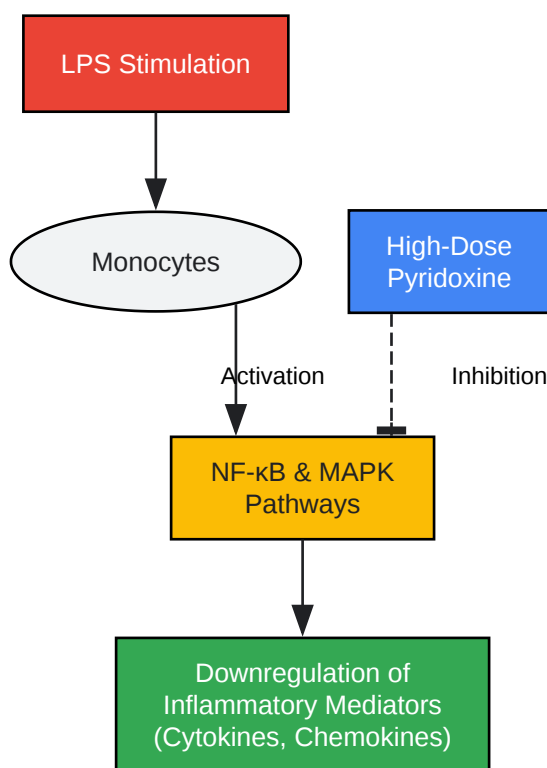 LPS Stimulation
Monocytes
High-Dose
Pyridoxine
Activation
Inhibition
NF-κB & MAPK
Pathways
Downregulation of
Inflammatory Mediators
(Cytokines, Chemokines)